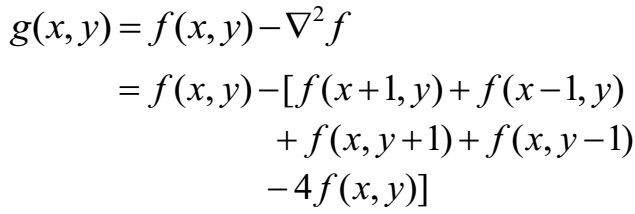 g(x, y) = f(x, y) − ∇²f
= f(x, y) − [f(x+1, y) + f(x−1, y)
+ f(x, y+1) + f(x, y−1)
− 4f(x, y)]